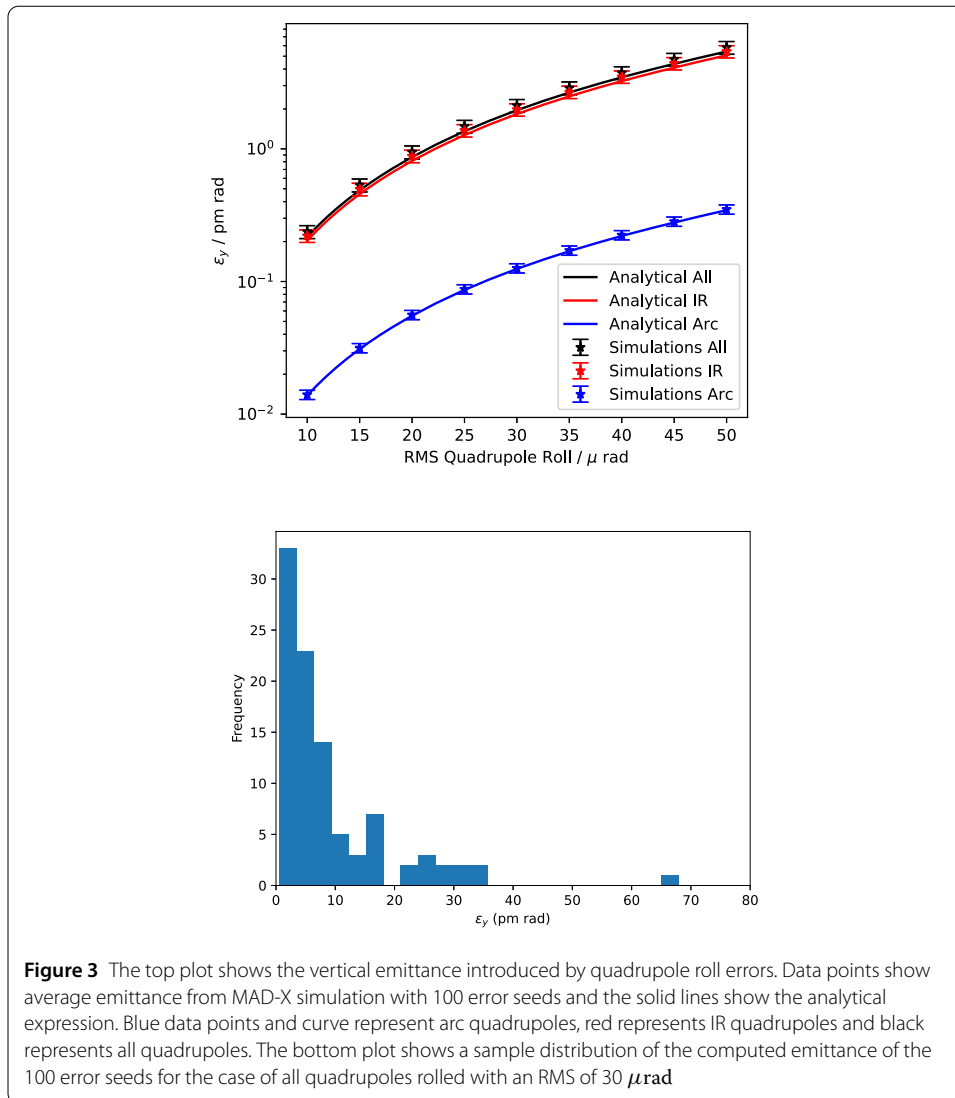 10^0
10^{-1}
10^{-2}
ε_y / pm rad
Analytical All
Analytical IR
Analytical Arc
Simulations All
Simulations IR
Simulations Arc
10 15 20 25 30 35 40 45 50
RMS Quadrupole Roll / μ rad
30
25
20
15
10
5
0
Frequency
0 10 20 30 40 50 60 70 80
ε_y (pm rad)
Figure 3 The top plot shows the vertical emittance introduced by quadrupole roll errors. Data points show
average emittance from MAD-X simulation with 100 error seeds and the solid lines show the analytical
expression. Blue data points and curve represent arc quadrupoles, red represents IR quadrupoles and black
represents all quadrupoles. The bottom plot shows a sample distribution of the computed emittance of the
100 error seeds for the case of all quadrupoles rolled with an RMS of 30 μrad